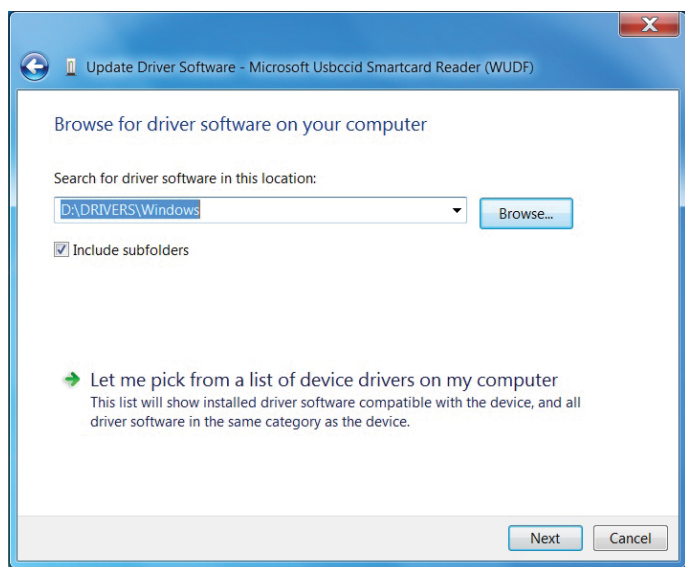 Update Driver Software - Microsoft Usbccid Smartcard Reader (WUDF)
Browse for driver software on your computer
Search for driver software in this location:
D:\DRIVERS\Windows
Browse...
Include subfolders
Let me pick from a list of device drivers on my computer
This list will show installed driver software compatible with the device, and all
driver software in the same category as the device.
Next
Cancel